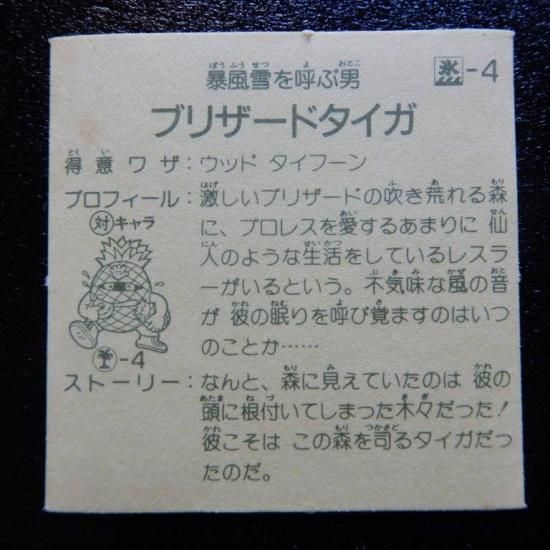 暴風雪を呼ぶ男
氷-4
ブリザードタイガ
得意ワザ：ウッド タイフーン
プロフィール：激しいブリザードの吹き荒れる森
に、プロレスを愛するあまりに 仙
人のような生活をしているレスラ
ーがいるという。不気味な風の音
が 彼の眠りを呼び覚ますのはいつ
のことか……
対キャラ
-4
ストーリー：なんと、森に見えていたのは 彼の
頭に根付いてしまった木々だった！
彼こそは この森を司るタイガだっ
たのだ。